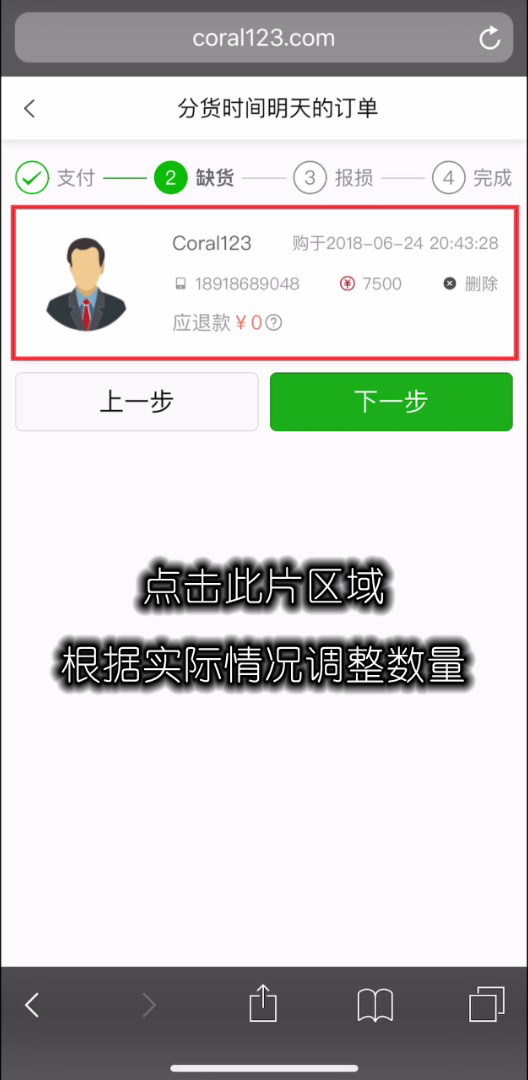 coral123.com
分货时间明天的订单
支付 2 缺货 3 报损 4 完成
Coral123 购于2018-06-24 20:43:28
18918689048 ¥ 7500 删除
应退款 ¥ 0 ?
上一步 下一步
点击此片区域
根据实际情况调整数量